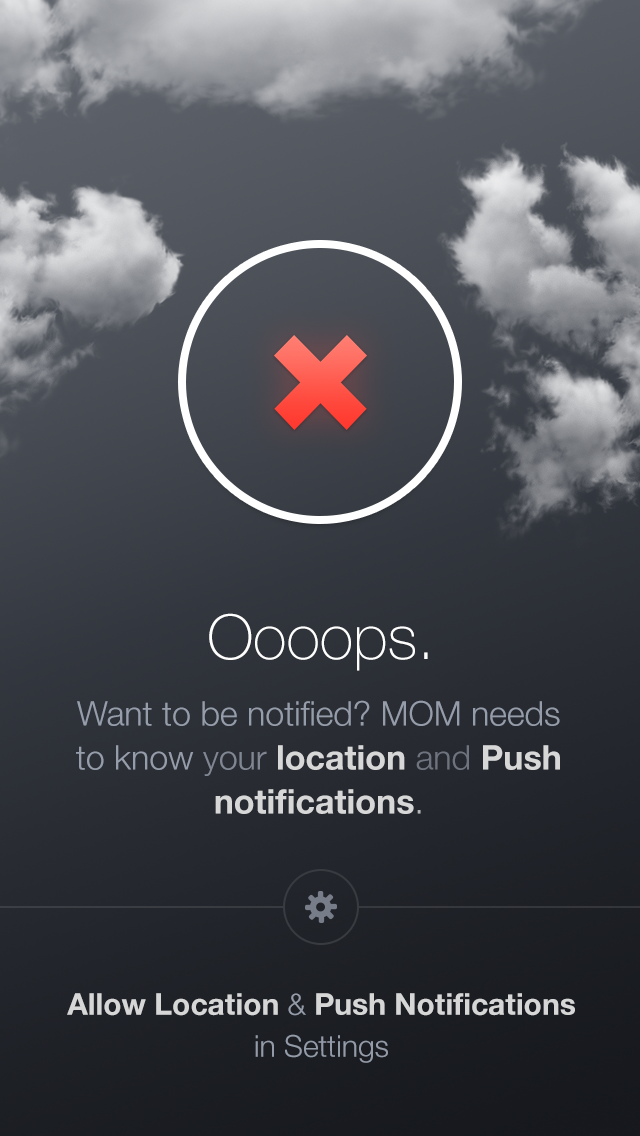 Oooops.
Want to be notified? MOM needs
to know your location and Push
notifications.
Allow Location & Push Notifications
in Settings